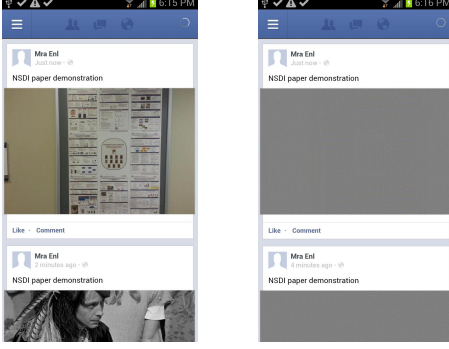 6:15 PM
Mra Enl
Just now ·
NSDI paper demonstration
Like · Comment
Mra Enl
2 minutes ago ·
NSDI paper demonstration
6:16 PM
Mra Enl
Just now ·
NSDI paper demonstration
Like · Comment
Mra Enl
minutes ago ·
NSDI paper demonstration